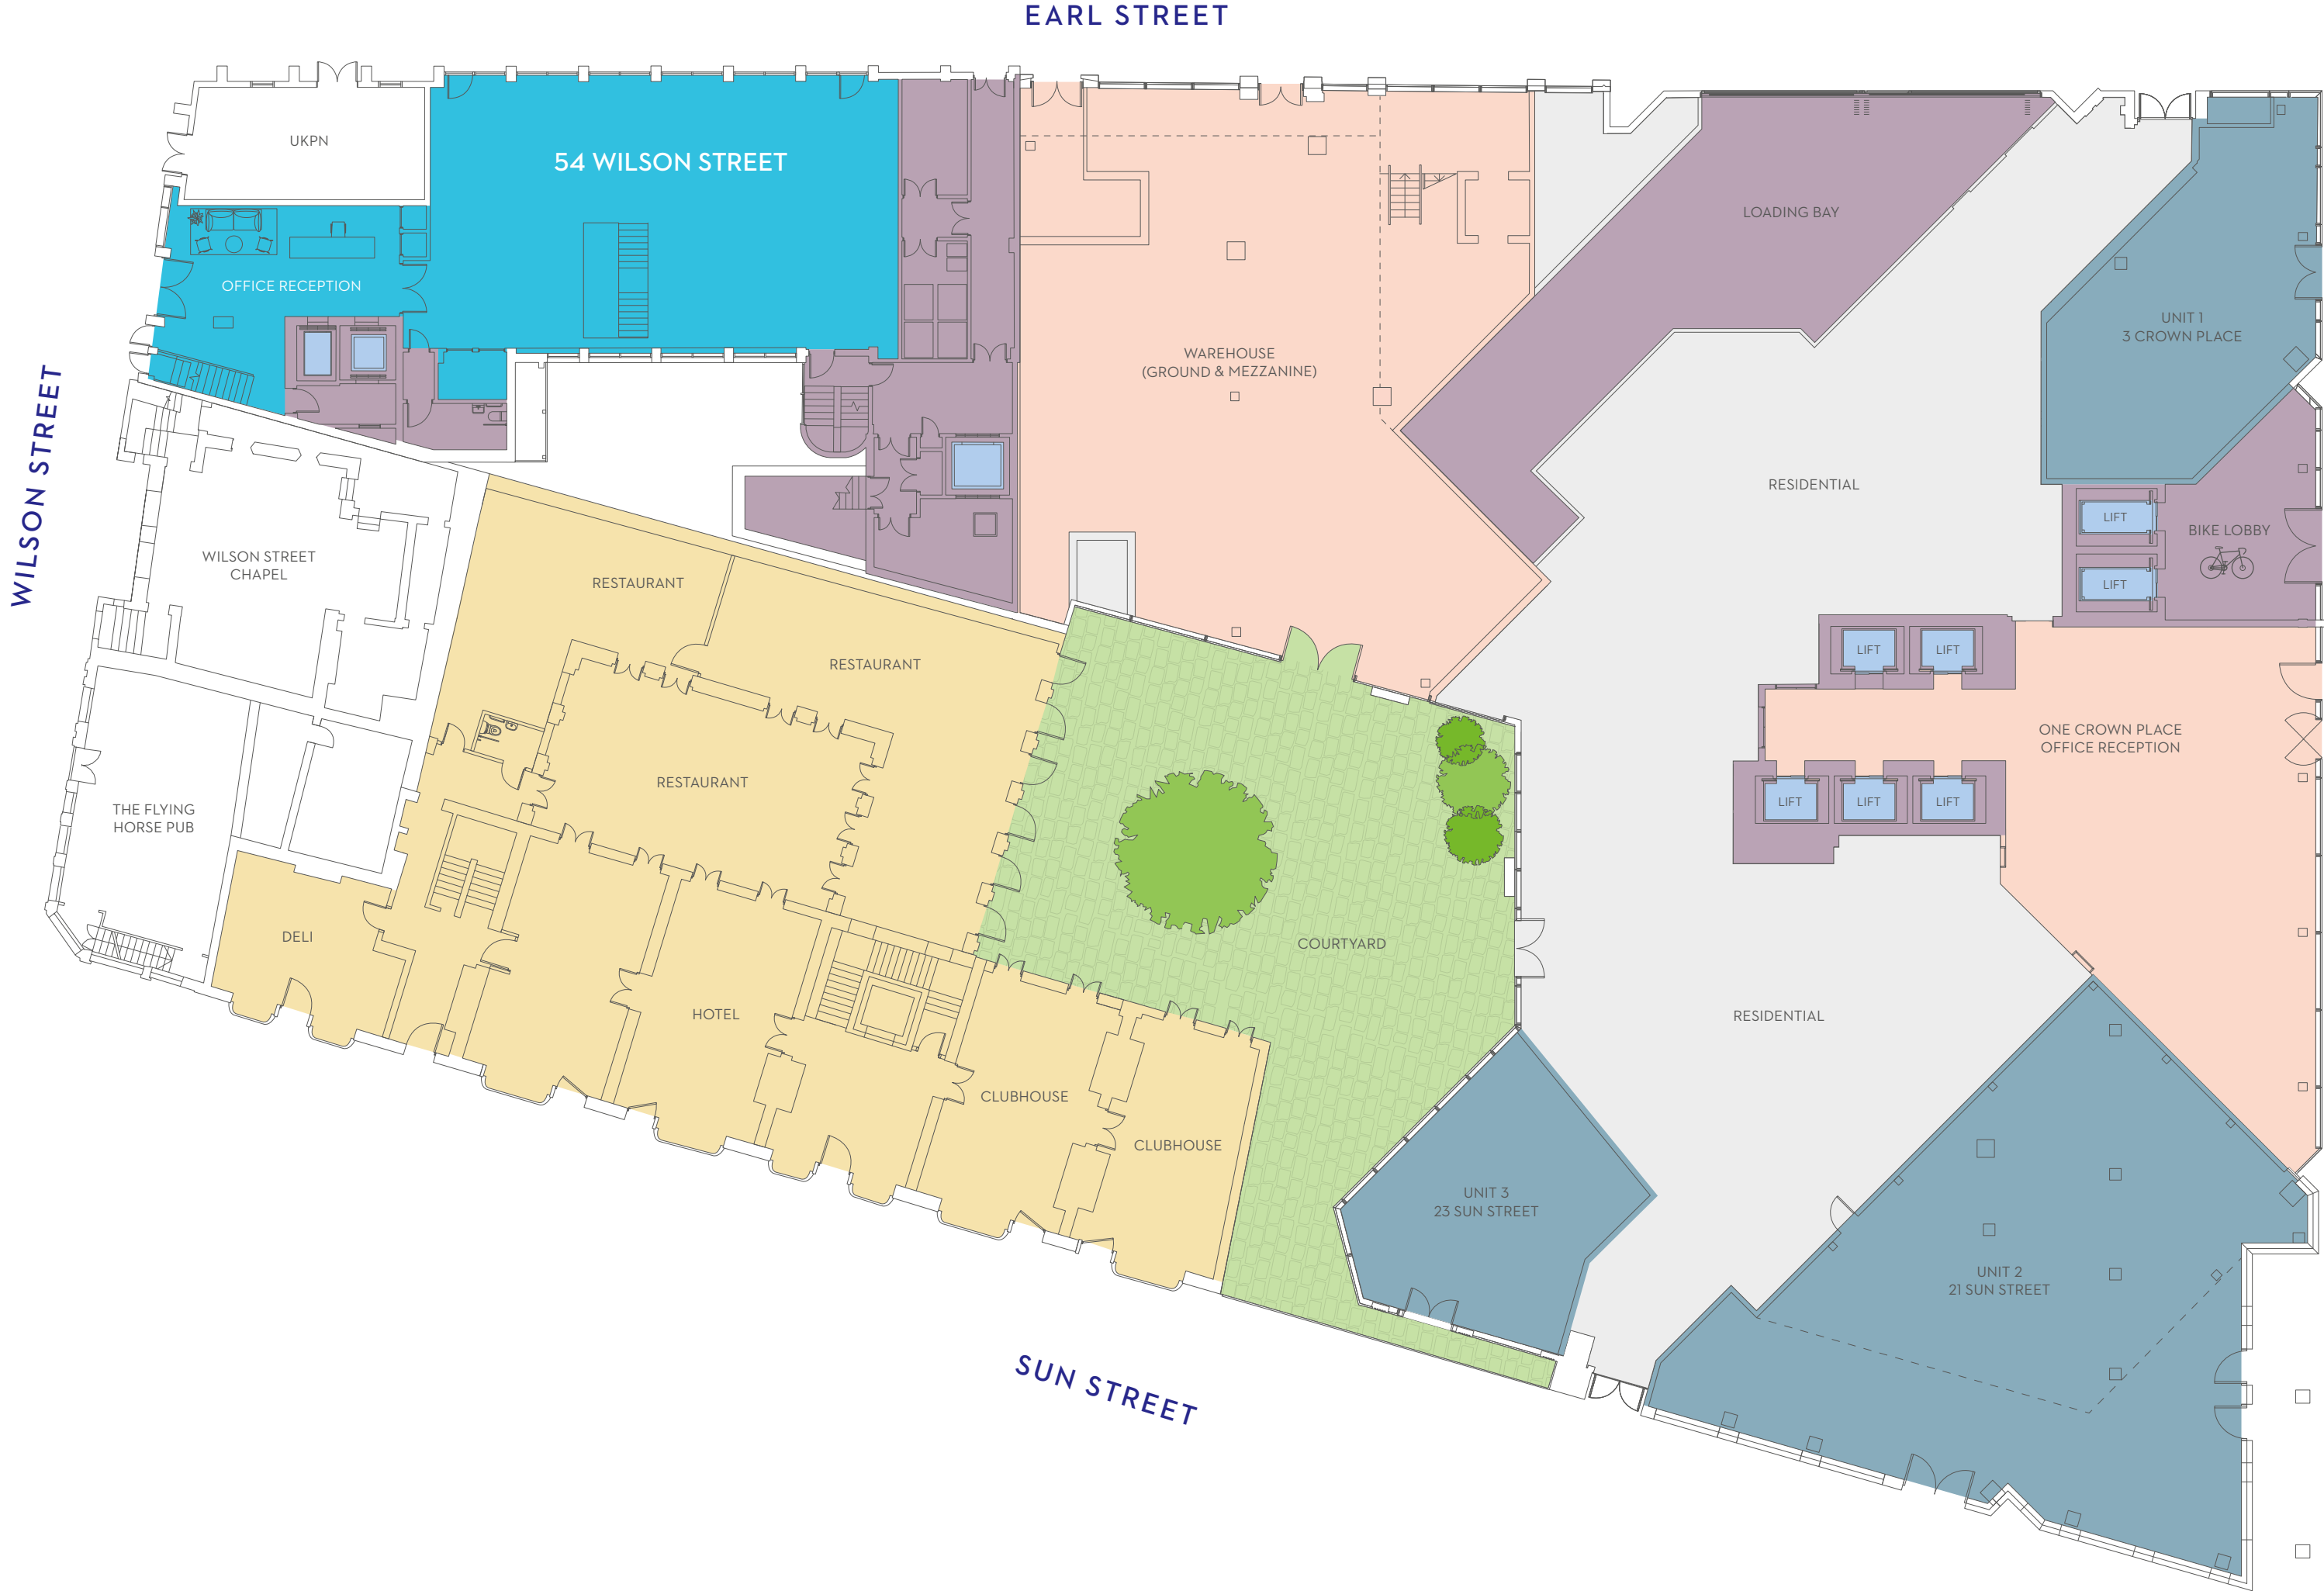 EARL STREET
UKPN
54 WILSON STREET
OFFICE RECEPTION
WAREHOUSE
(GROUND & MEZZANINE)
LOADING BAY
UNIT 1
3 CROWN PLACE
RESIDENTIAL
LIFT
LIFT
BIKE LOBBY
WILSON STREET
WILSON STREET
CHAPEL
RESTAURANT
RESTAURANT
RESTAURANT
LIFT
LIFT
ONE CROWN PLACE
OFFICE RECEPTION
LIFT
LIFT
LIFT
THE FLYING
HORSE PUB
DELI
COURTYARD
HOTEL
RESIDENTIAL
CLUBHOUSE
CLUBHOUSE
UNIT 3
23 SUN STREET
UNIT 2
21 SUN STREET
SUN STREET